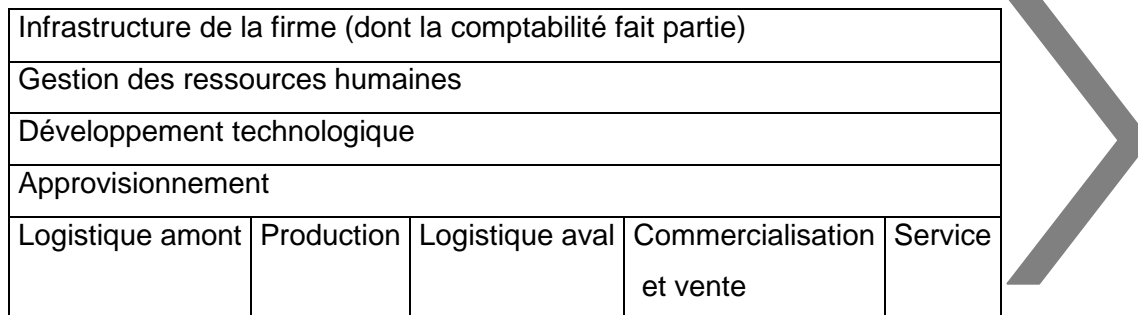 Infrastructure de la firme (dont la comptabilité fait partie)
Gestion des ressources humaines
Développement technologique
Approvisionnement
Logistique amont Production Logistique aval Commercialisation Service
et vente